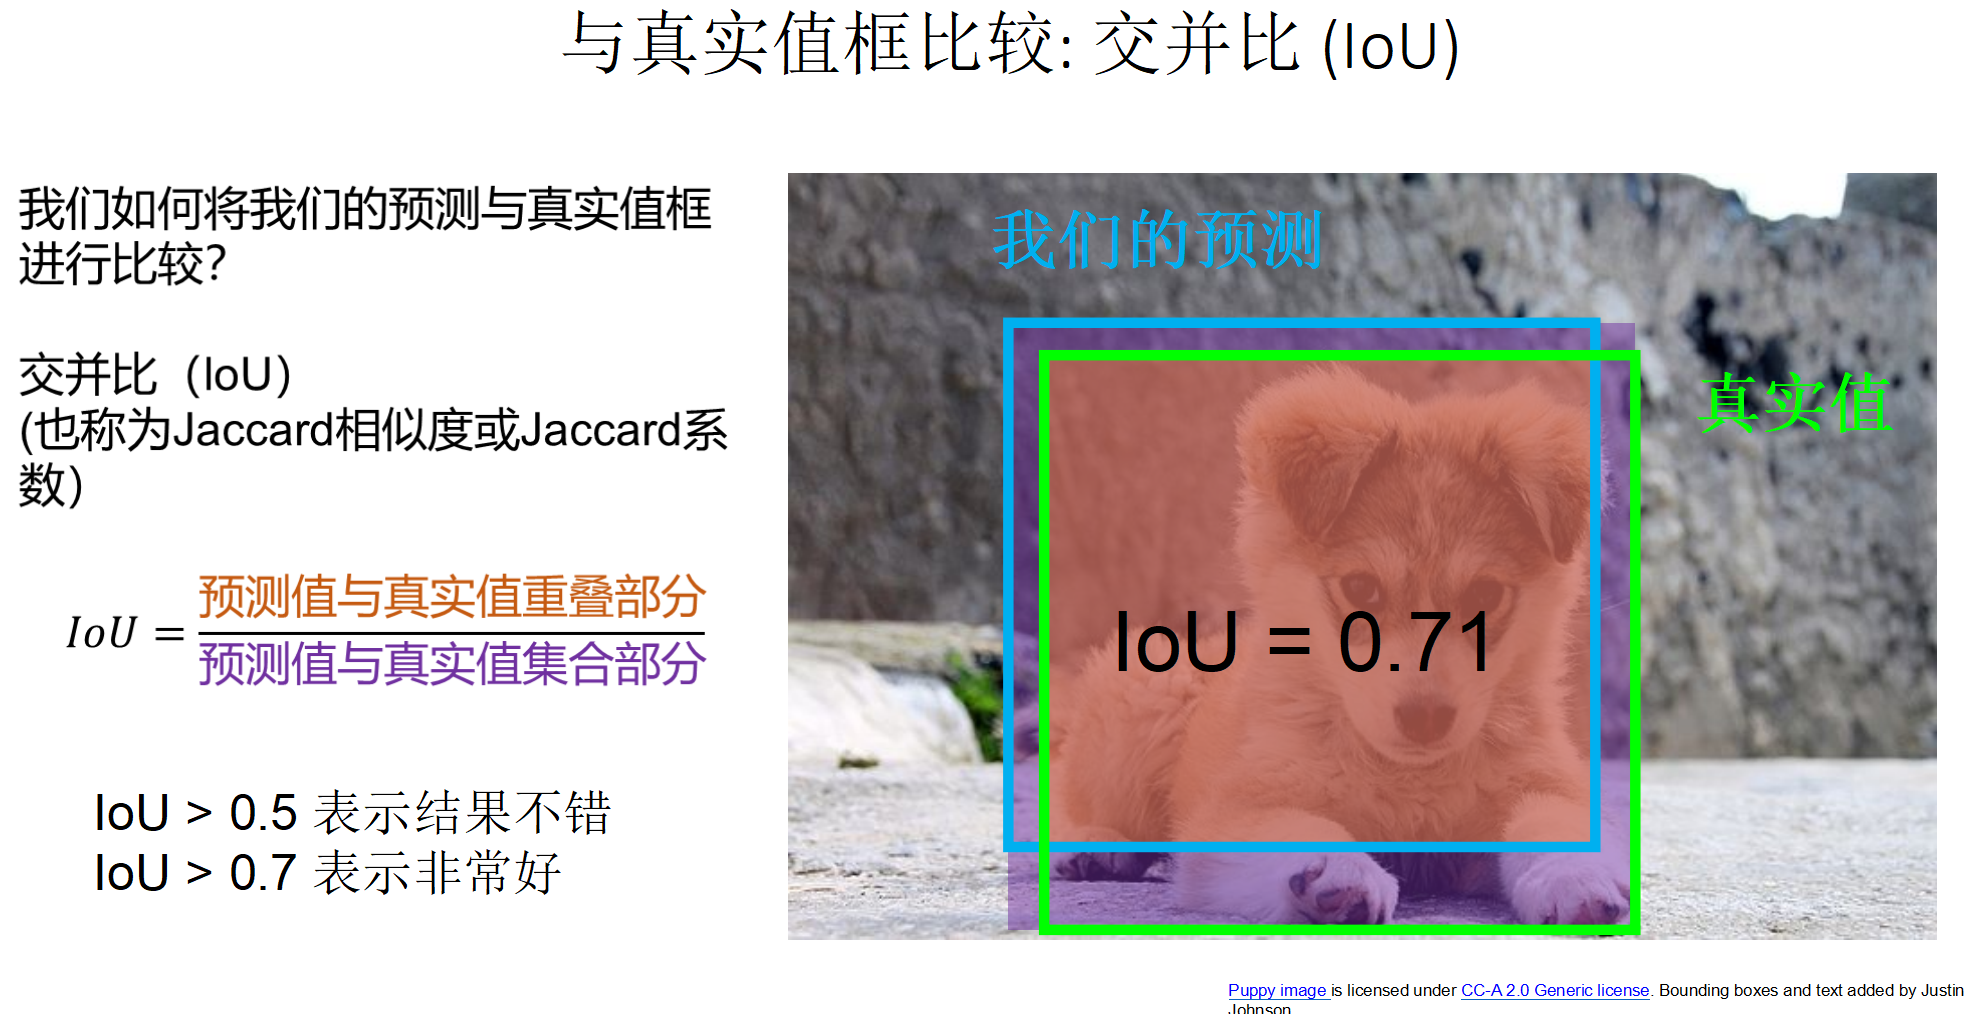 与真实值框比较: 交并比 (IoU)
我们如何将我们的预测与真实值框
进行比较?
交并比（IoU）
(也称为Jaccard相似度或Jaccard系
数）
IoU = 预测值与真实值重叠部分
预测值与真实值集合部分
IoU > 0.5 表示结果不错
IoU > 0.7 表示非常好
我们的预测
真实值
IoU = 0.71
Puppy image is licensed under CC-A 2.0 Generic license. Bounding boxes and text added by Justin
Johnson